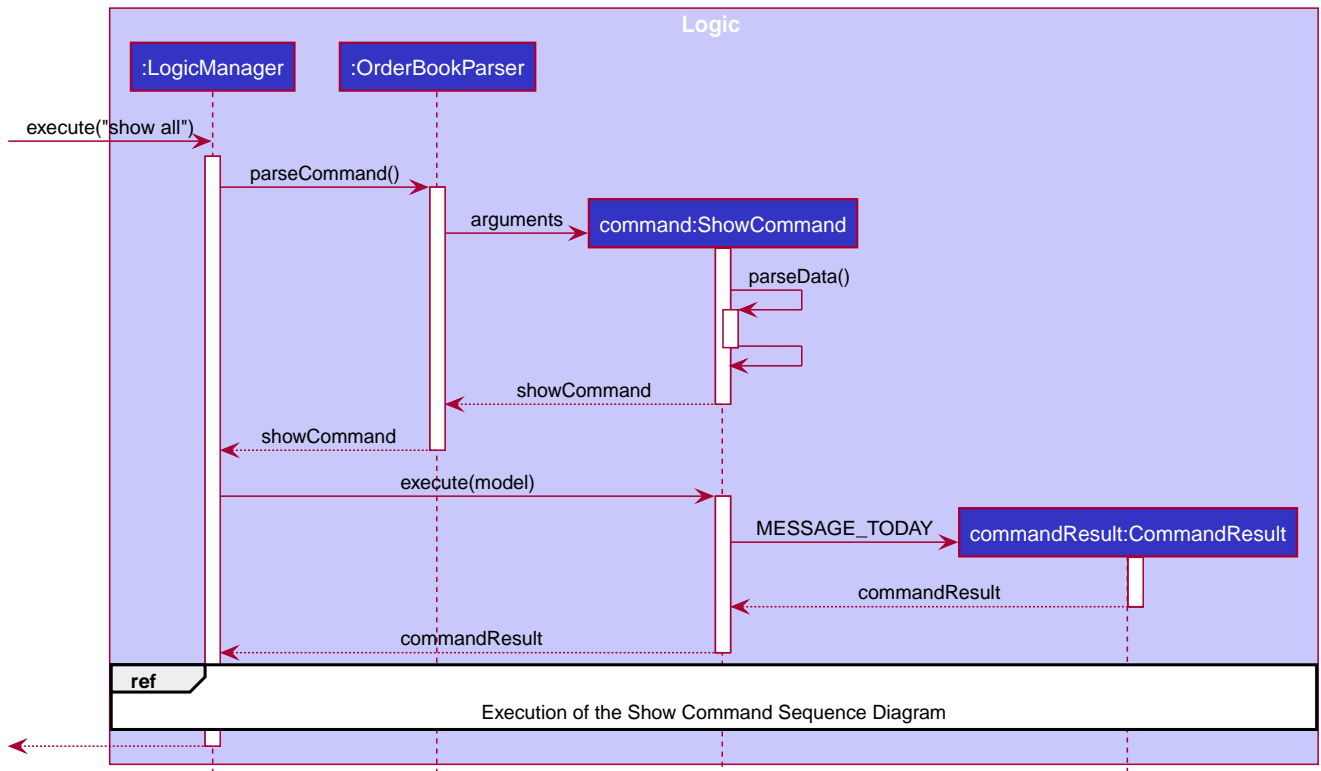 Logic
:LogicManager
:OrderBookParser
execute("show all")
parseCommand()
arguments
command:ShowCommand
parseData()
showCommand
showCommand
execute(model)
MESSAGE_TODAY
commandResult:CommandResult
commandResult
commandResult
ref
Execution of the Show Command Sequence Diagram